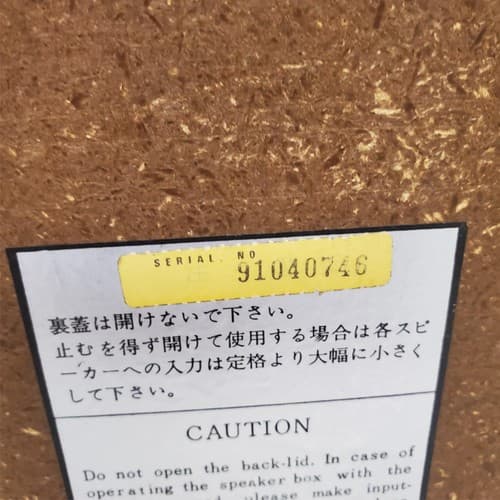 SERIAL. NO
91040746
裏蓋は開けないで下さい。
止むを得ず開けて使用する場合は各スピ
ーカーへの入力は定格より大幅に小さく
して下さい。
CAUTION
Do not open the back-lid. In case of
operating the speaker box with the
please make input-